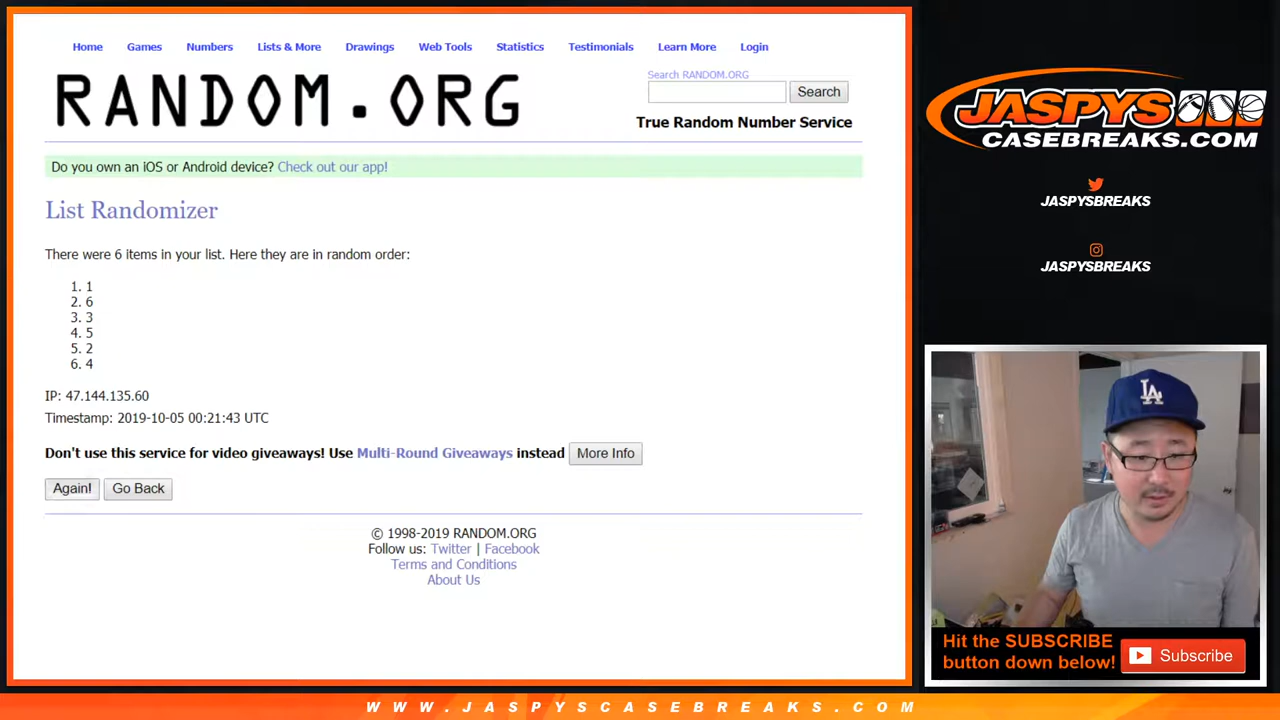 Home Games Numbers Lists & More Drawings Web Tools Statistics Testimonials Learn More Login
RANDOM.ORG
Search RANDOM.ORG
Search
True Random Number Service
Do you own an iOS or Android device? Check out our app!
List Randomizer
There were 6 items in your list. Here they are in random order:
1. 1
2. 6
3. 3
4. 5
5. 2
6. 4
IP: 47.144.135.60
Timestamp: 2019-10-05 00:21:43 UTC
Don't use this service for video giveaways! Use Multi-Round Giveaways instead More Info
Again! Go Back
© 1998-2019 RANDOM.ORG
Follow us: Twitter | Facebook
Terms and Conditions
About Us
JASPYS
CASEBREAKS.COM
JASPYSBREAKS
JASPYSBREAKS
LA
Hit the SUBSCRIBE
button down below!
Subscribe
WWW.JASPYSCASEBREAKS.COM